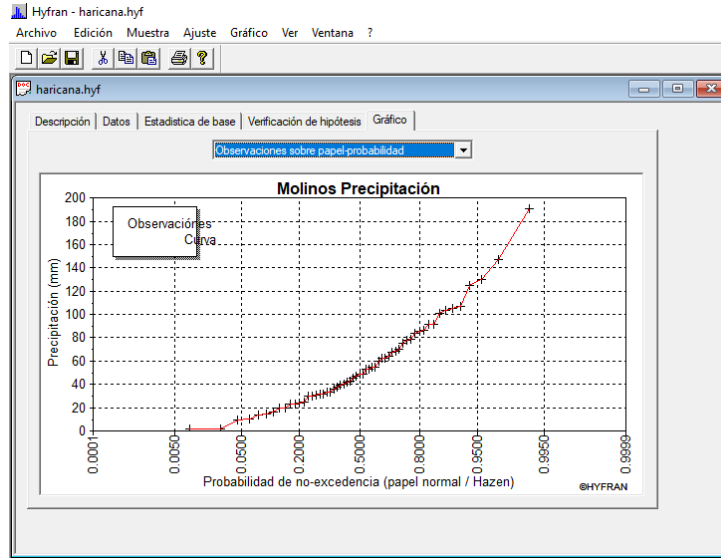 Hyfran - haricana.hyf
Archivo Edición Muestra Ajuste Gráfico Ver Ventana ?
haricana.hyf
Descripción Datos Estadistica de base Verificación de hipótesis Gráfico
Observaciones sobre papel-probabilidad
Molinos Precipitación
Observaciónes
Curva
Precipitación (mm)
200
180
160
140
120
100
80
60
40
20
0
0.0001 0.0050 0.0500 0.2000 0.5000 0.8000 0.9500 0.9950 0.9999
Probabilidad de no-excedencia (papel normal / Hazen)
©HYFRAN